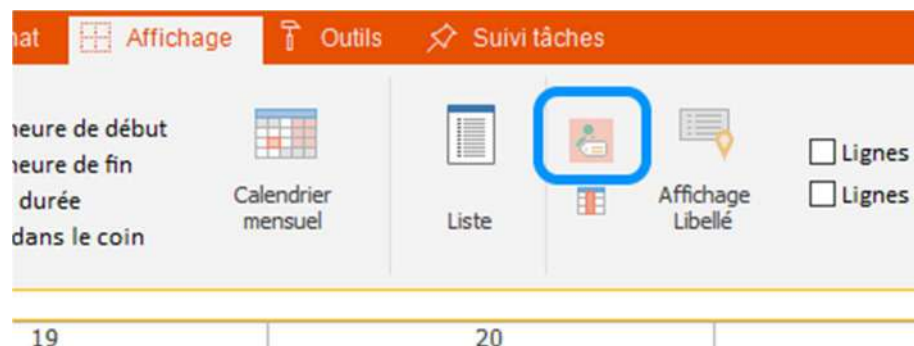 nat Affichage Outils Suivi tâches
heure de début
heure de fin
durée
dans le coin
Calendrier
mensuel
Liste
Affichage
Libellé
Lignes
Lignes
19 20